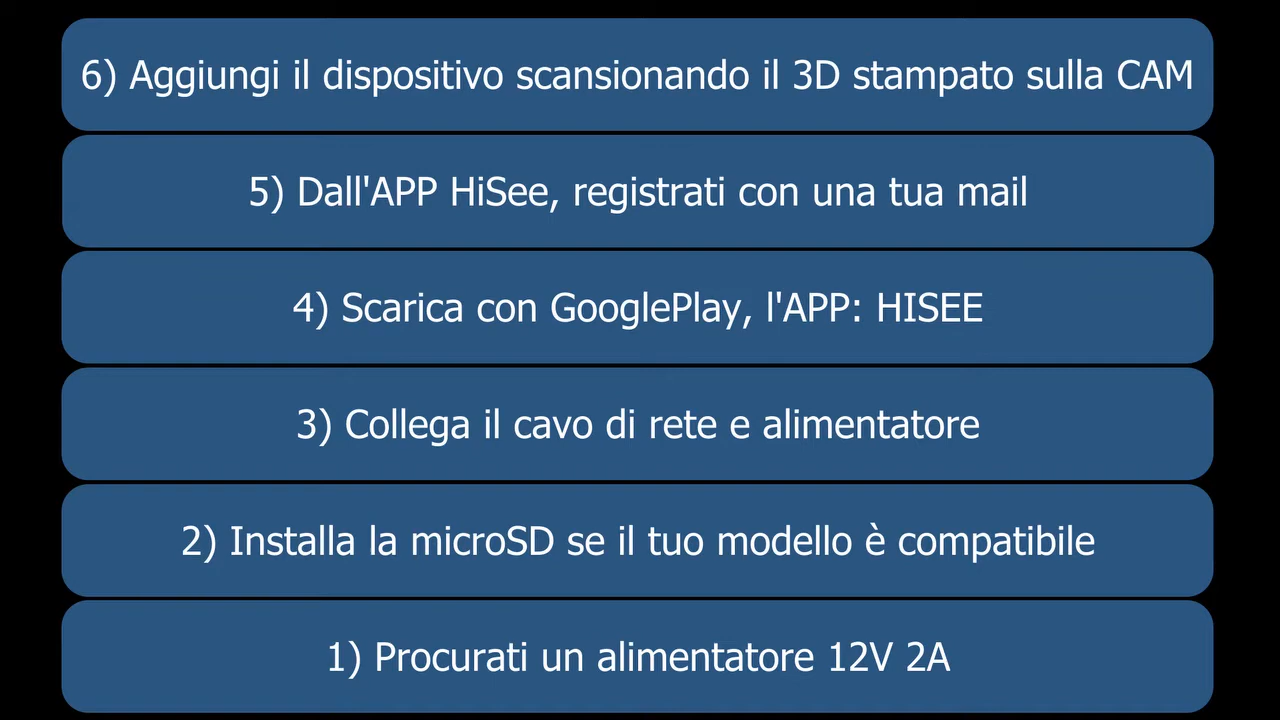 6) Aggiungi il dispositivo scansionando il 3D stampato sulla CAM
5) Dall'APP HiSee, registrati con una tua mail
4) Scarica con GooglePlay, l'APP: HISEE
3) Collega il cavo di rete e alimentatore
2) Installa la microSD se il tuo modello è compatibile
1) Procurati un alimentatore 12V 2A